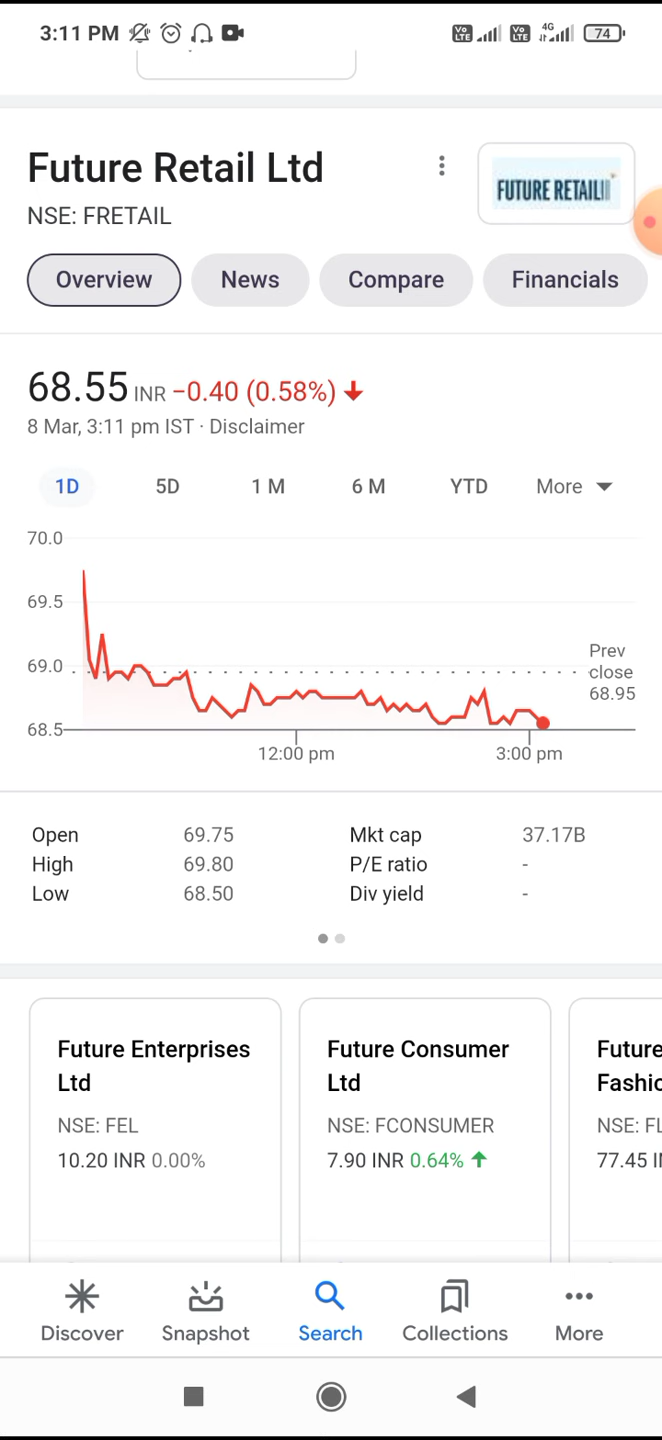 3:11 PM
Vo LTE
Vo LTE
4G
74
Future Retail Ltd
FUTURE RETAIL
NSE: FRETAIL
Overview News Compare Financials
68.55 INR −0.40 (0.58%)
8 Mar, 3:11 pm IST · Disclaimer
1D 5D 1 M 6 M YTD More
70.0
69.5
69.0
68.5
Prev
close
68.95
12:00 pm 3:00 pm
Open 69.75 Mkt cap 37.17B
High 69.80 P/E ratio -
Low 68.50 Div yield -
Future Enterprises
Ltd
NSE: FEL
10.20 INR 0.00%
Future Consumer
Ltd
NSE: FCONSUMER
7.90 INR 0.64%
Future
Fashio
NSE: FL
77.45 I
Discover Snapshot Search Collections More